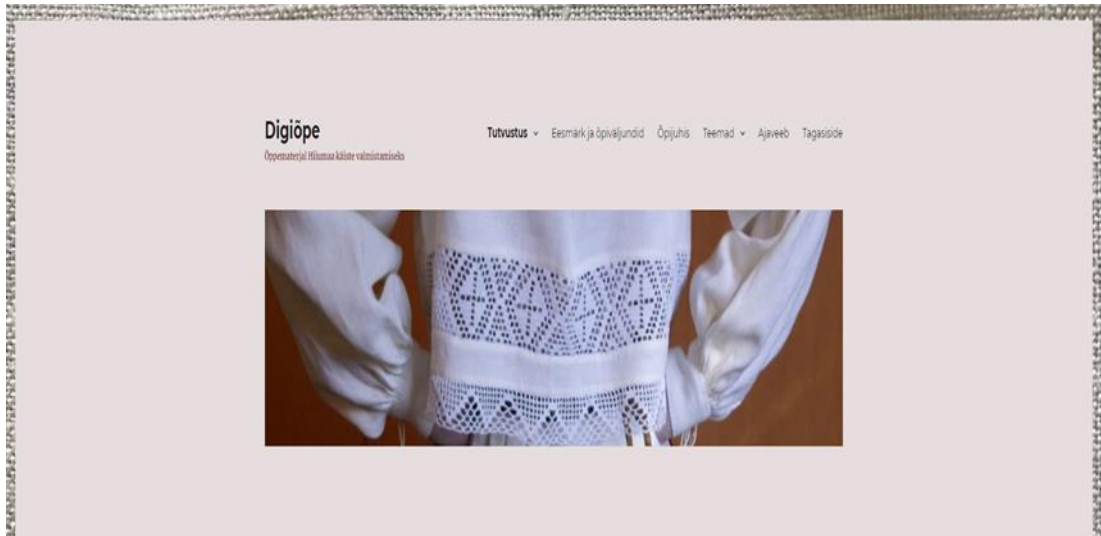 Digiõpe
Õppematerjal Hiiumaa käiste valmistamiseks
Tutvustus Eesmärk ja õpiväljundid Õpijuhis Teemad Ajaveeb Tagasiside